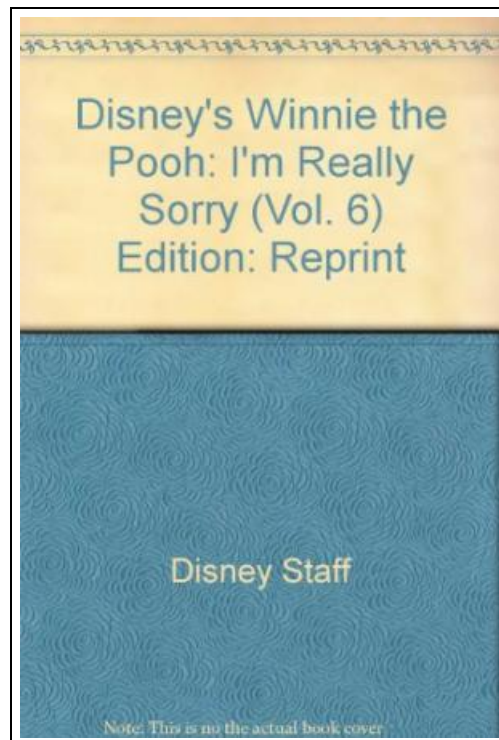 Disney's Winnie the
Pooh: I'm Really
Sorry (Vol. 6)
Edition: Reprint
Disney Staff
Note: This is no the actual book cover